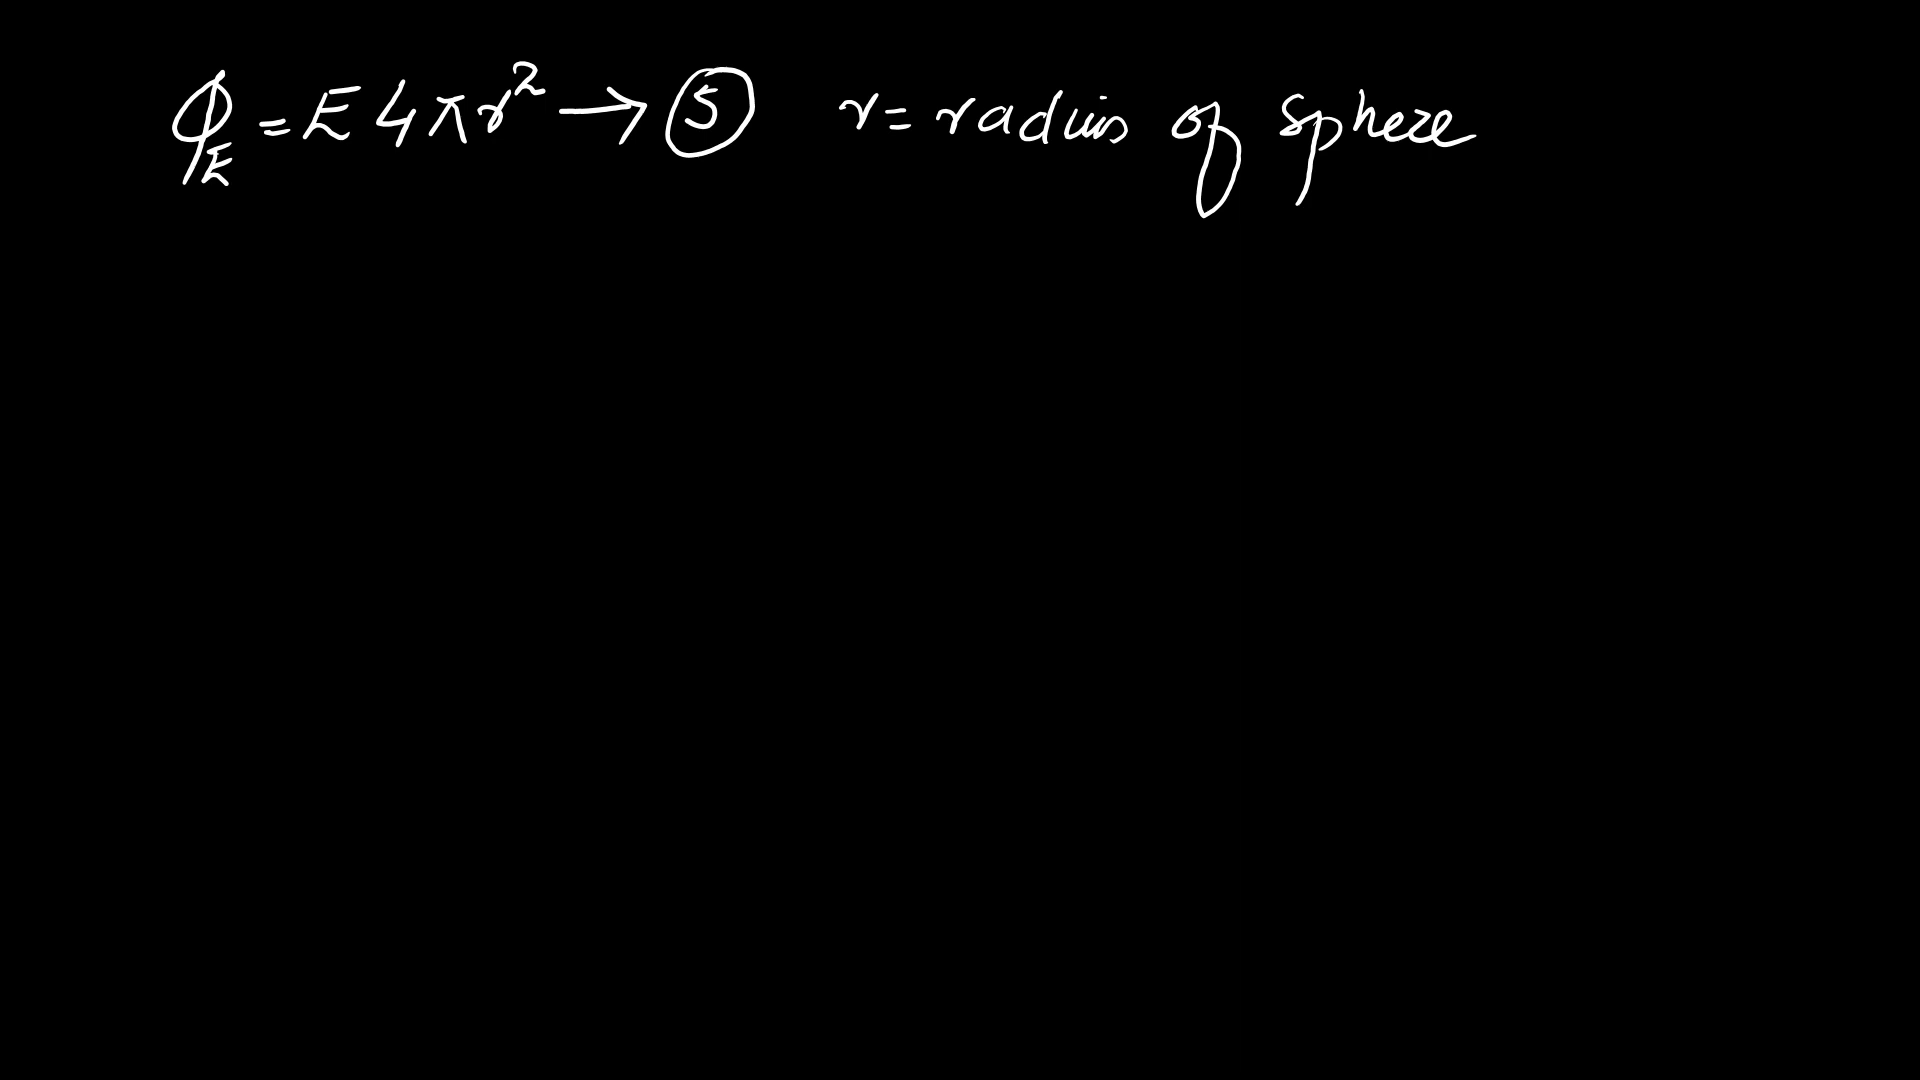 ϕ_E = E 4πr² → ⑤ r = radius of sphere